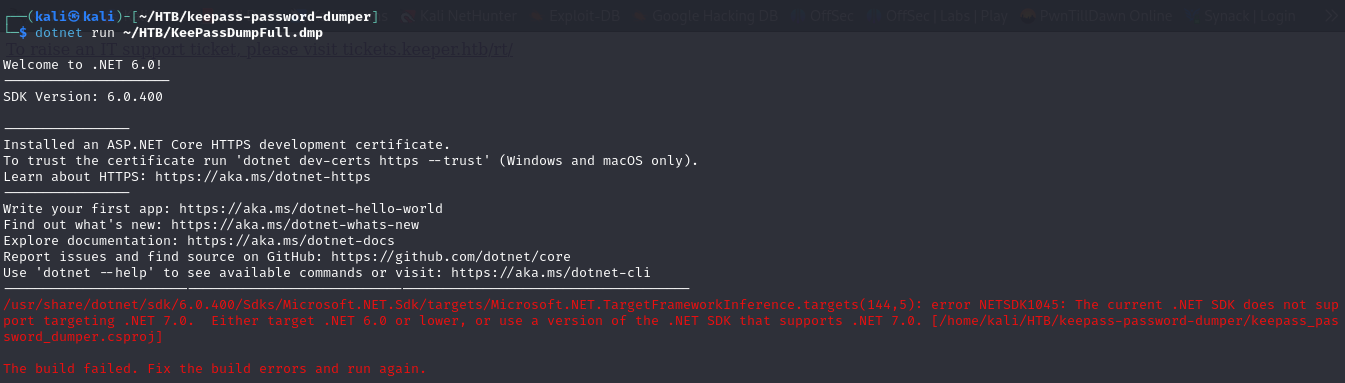 Kali NetHunter Exploit-DB Google Hacking DB OffSec OffSec | Labs | Play PwnTillDawn Online Synack | Login »
┌──(kali㉿kali)-[~/HTB/keepass-password-dumper]
└─$ dotnet run ~/HTB/KeePassDumpFull.dmp
To raise an IT support ticket, please visit tickets.keeper.htb/rt/
Welcome to .NET 6.0!
---------------------
SDK Version: 6.0.400
----------------
Installed an ASP.NET Core HTTPS development certificate.
To trust the certificate run 'dotnet dev-certs https --trust' (Windows and macOS only).
Learn about HTTPS: https://aka.ms/dotnet-https
----------------
Write your first app: https://aka.ms/dotnet-hello-world
Find out what's new: https://aka.ms/dotnet-whats-new
Explore documentation: https://aka.ms/dotnet-docs
Report issues and find source on GitHub: https://github.com/dotnet/core
Use 'dotnet --help' to see available commands or visit: https://aka.ms/dotnet-cli
--------------------------------------------------------------------------------------
/usr/share/dotnet/sdk/6.0.400/Sdks/Microsoft.NET.Sdk/targets/Microsoft.NET.TargetFrameworkInference.targets(144,5): error NETSDK1045: The current .NET SDK does not sup
port targeting .NET 7.0.  Either target .NET 6.0 or lower, or use a version of the .NET SDK that supports .NET 7.0. [/home/kali/HTB/keepass-password-dumper/keepass_pas
sword_dumper.csproj]
The build failed. Fix the build errors and run again.